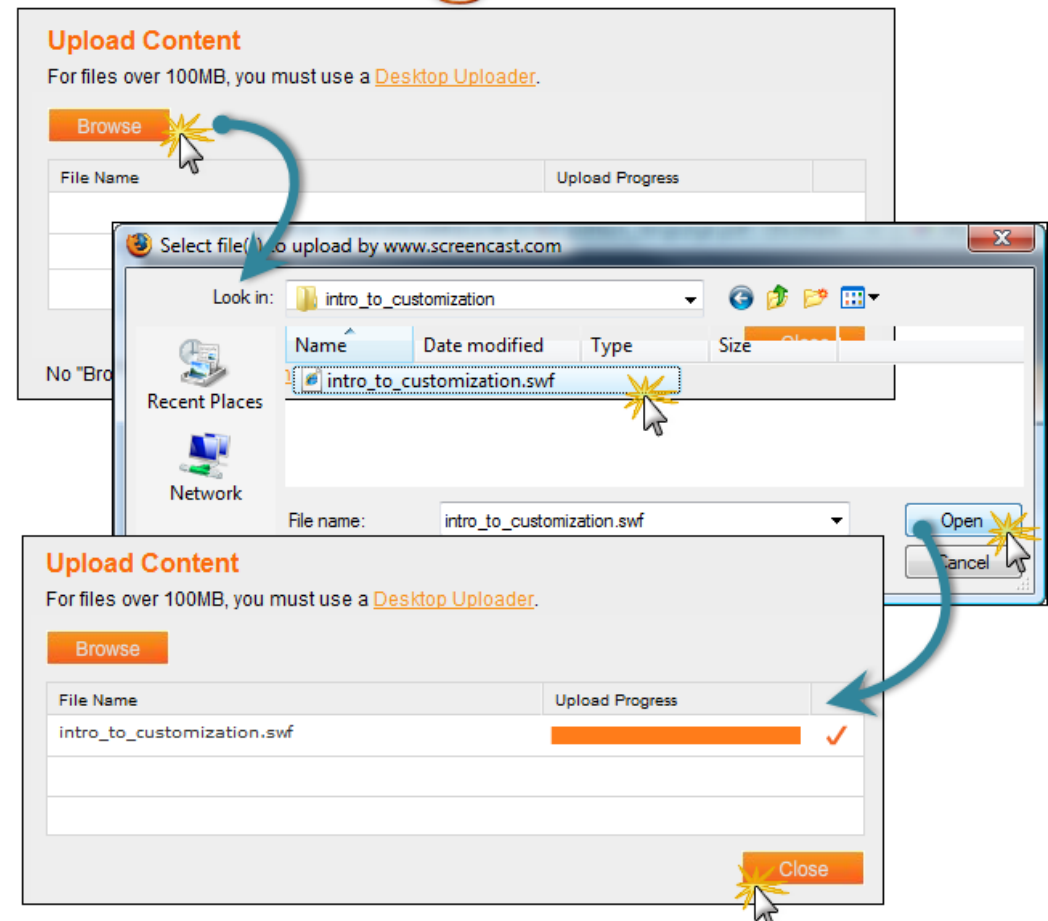 Upload Content
For files over 100MB, you must use a Desktop Uploader.
Browse
File Name Upload Progress
Select file( ) to upload by www.screencast.com
Look in: intro_to_customization
Name Date modified Type Size
Close
No "Bro
intro_to_customization.swf
Recent Places
Network
File name: intro_to_customization.swf Open
Cancel
Upload Content
For files over 100MB, you must use a Desktop Uploader.
Browse
File Name Upload Progress
intro_to_customization.swf
Close